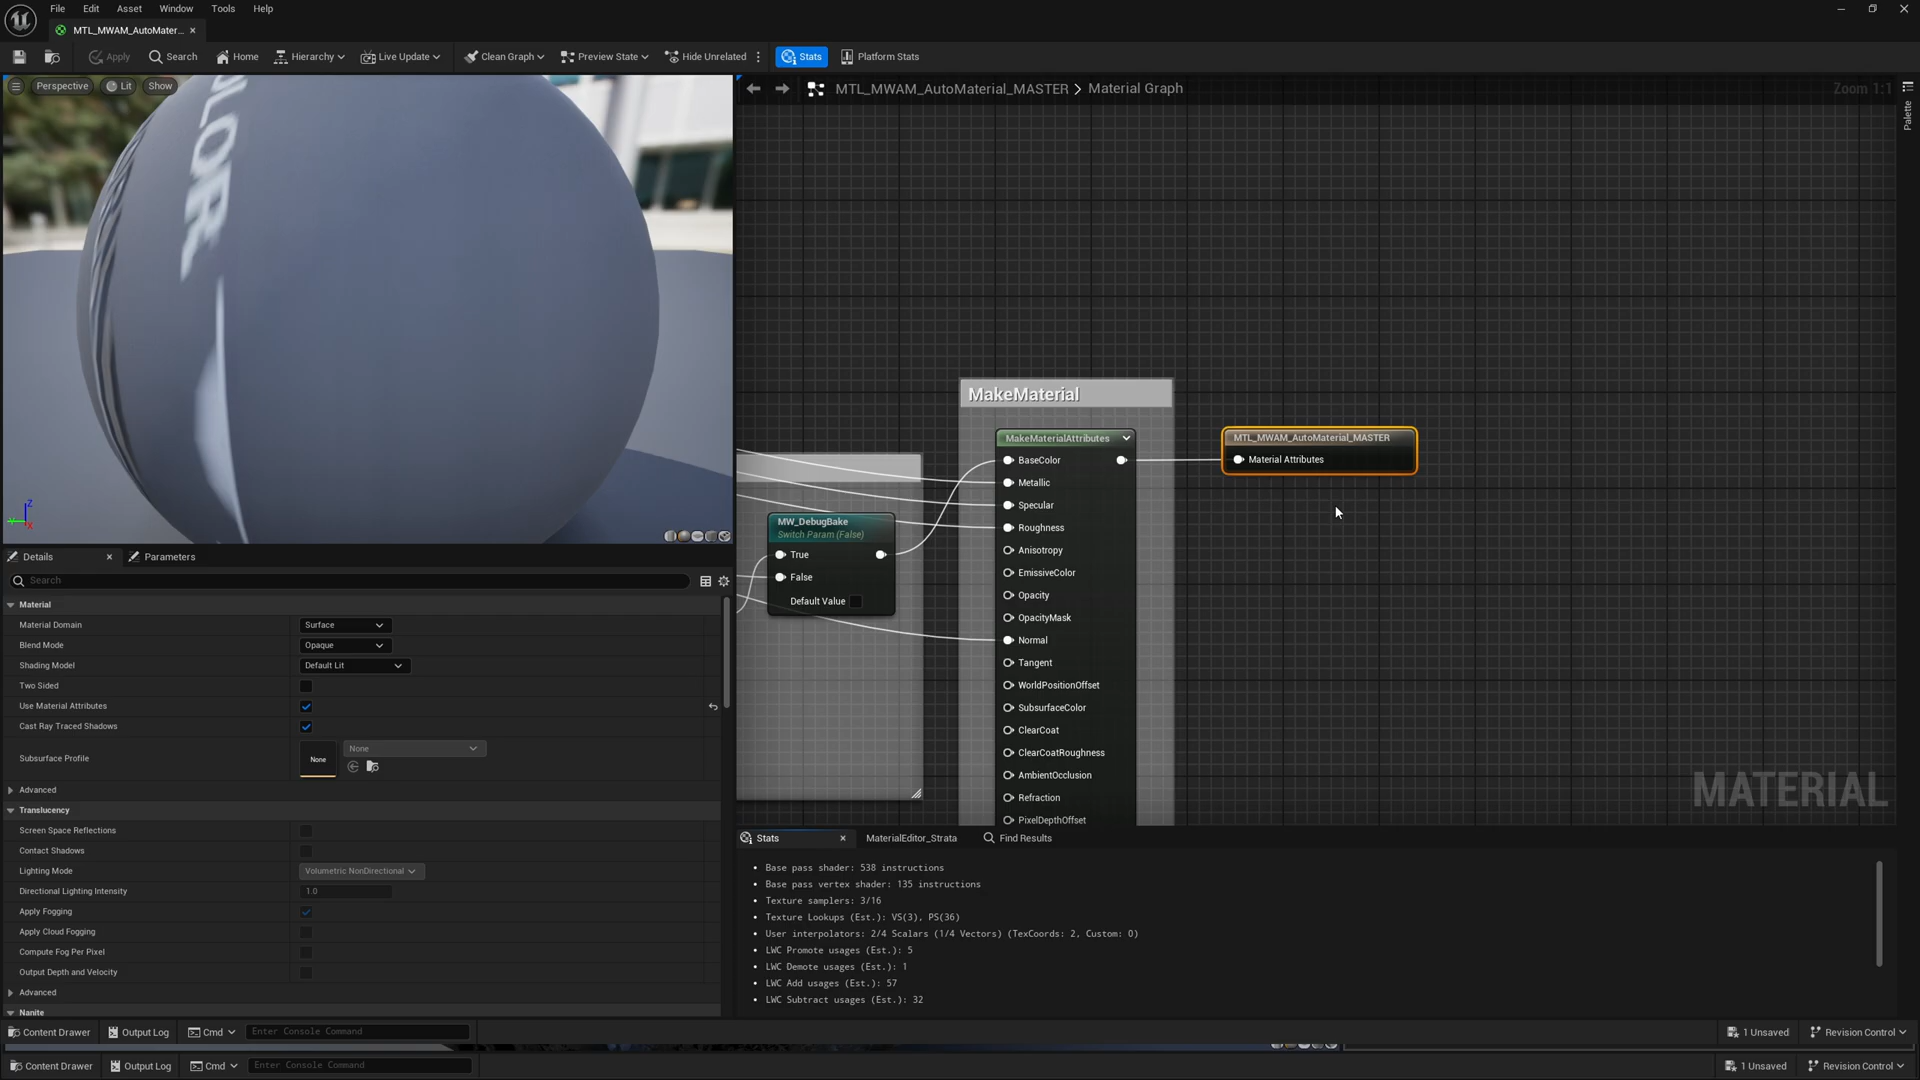 File Edit Asset Window Tools Help
MTL_MWAM_AutoMater...
Apply Search Home Hierarchy Live Update Clean Graph Preview State Hide Unrelated Stats Platform Stats
Perspective Lit Show
MTL_MWAM_AutoMaterial_MASTER > Material Graph
Zoom 1:1
Palette
MakeMaterial
MakeMaterialAttributes
BaseColor
Metallic
Specular
Roughness
Anisotropy
EmissiveColor
Opacity
OpacityMask
Normal
Tangent
WorldPositionOffset
SubsurfaceColor
ClearCoat
ClearCoatRoughness
AmbientOcclusion
Refraction
PixelDepthOffset
MTL_MWAM_AutoMaterial_MASTER
Material Attributes
MW_DebugBake
Switch Param (False)
True
False
Default Value
MATERIAL
Z
Details Parameters
Search
Material
Material Domain Surface
Blend Mode Opaque
Shading Model Default Lit
Two Sided
Use Material Attributes
Cast Ray Traced Shadows
Subsurface Profile None None
Advanced
Translucency
Screen Space Reflections
Contact Shadows
Lighting Mode Volumetric NonDirectional
Directional Lighting Intensity 1.0
Apply Fogging
Apply Cloud Fogging
Compute Fog Per Pixel
Output Depth and Velocity
Advanced
Nanite
Stats MaterialEditor_Strata Find Results
Base pass shader: 538 instructions
Base pass vertex shader: 135 instructions
Texture samplers: 3/16
Texture Lookups (Est.): VS(3), PS(36)
User interpolators: 2/4 Scalars (1/4 Vectors) (TexCoords: 2, Custom: 0)
LWC Promote usages (Est.): 5
LWC Demote usages (Est.): 1
LWC Add usages (Est.): 57
LWC Subtract usages (Est.): 32
Content Drawer Output Log Cmd Enter Console Command 1 Unsaved Revision Control
Content Drawer Output Log Cmd Enter Console Command 1 Unsaved Revision Control